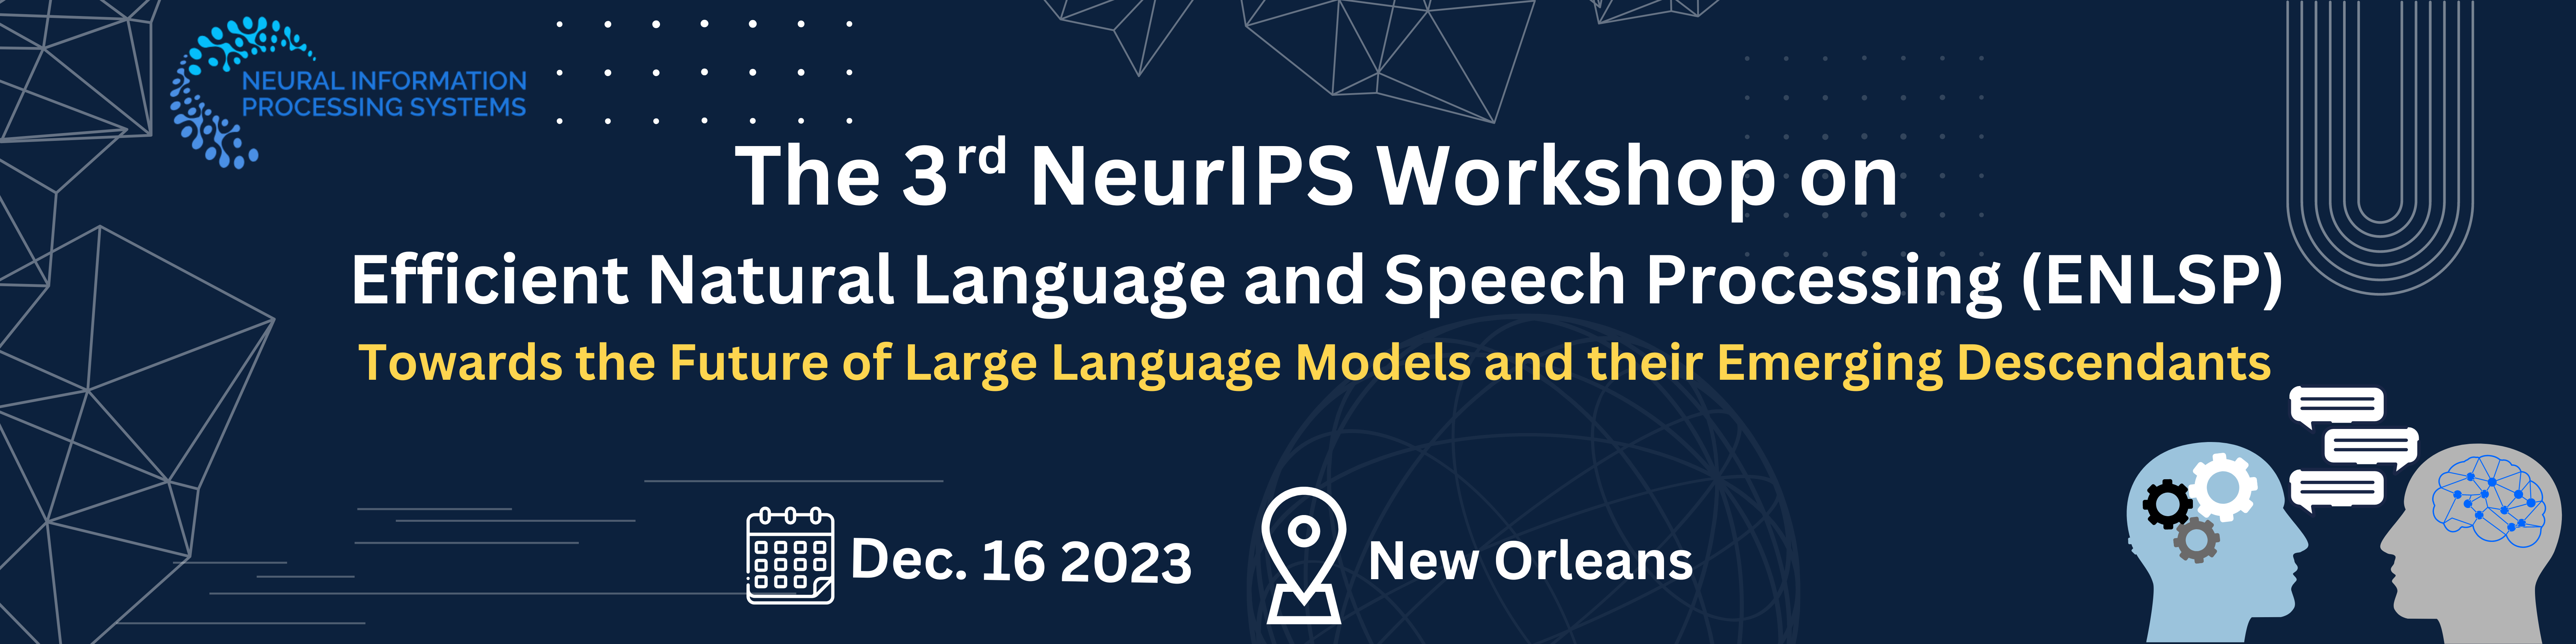 NEURAL INFORMATION
PROCESSING SYSTEMS
The 3rd NeurIPS Workshop on
Efficient Natural Language and Speech Processing (ENLSP)
Towards the Future of Large Language Models and their Emerging Descendants
Dec. 16 2023
New Orleans